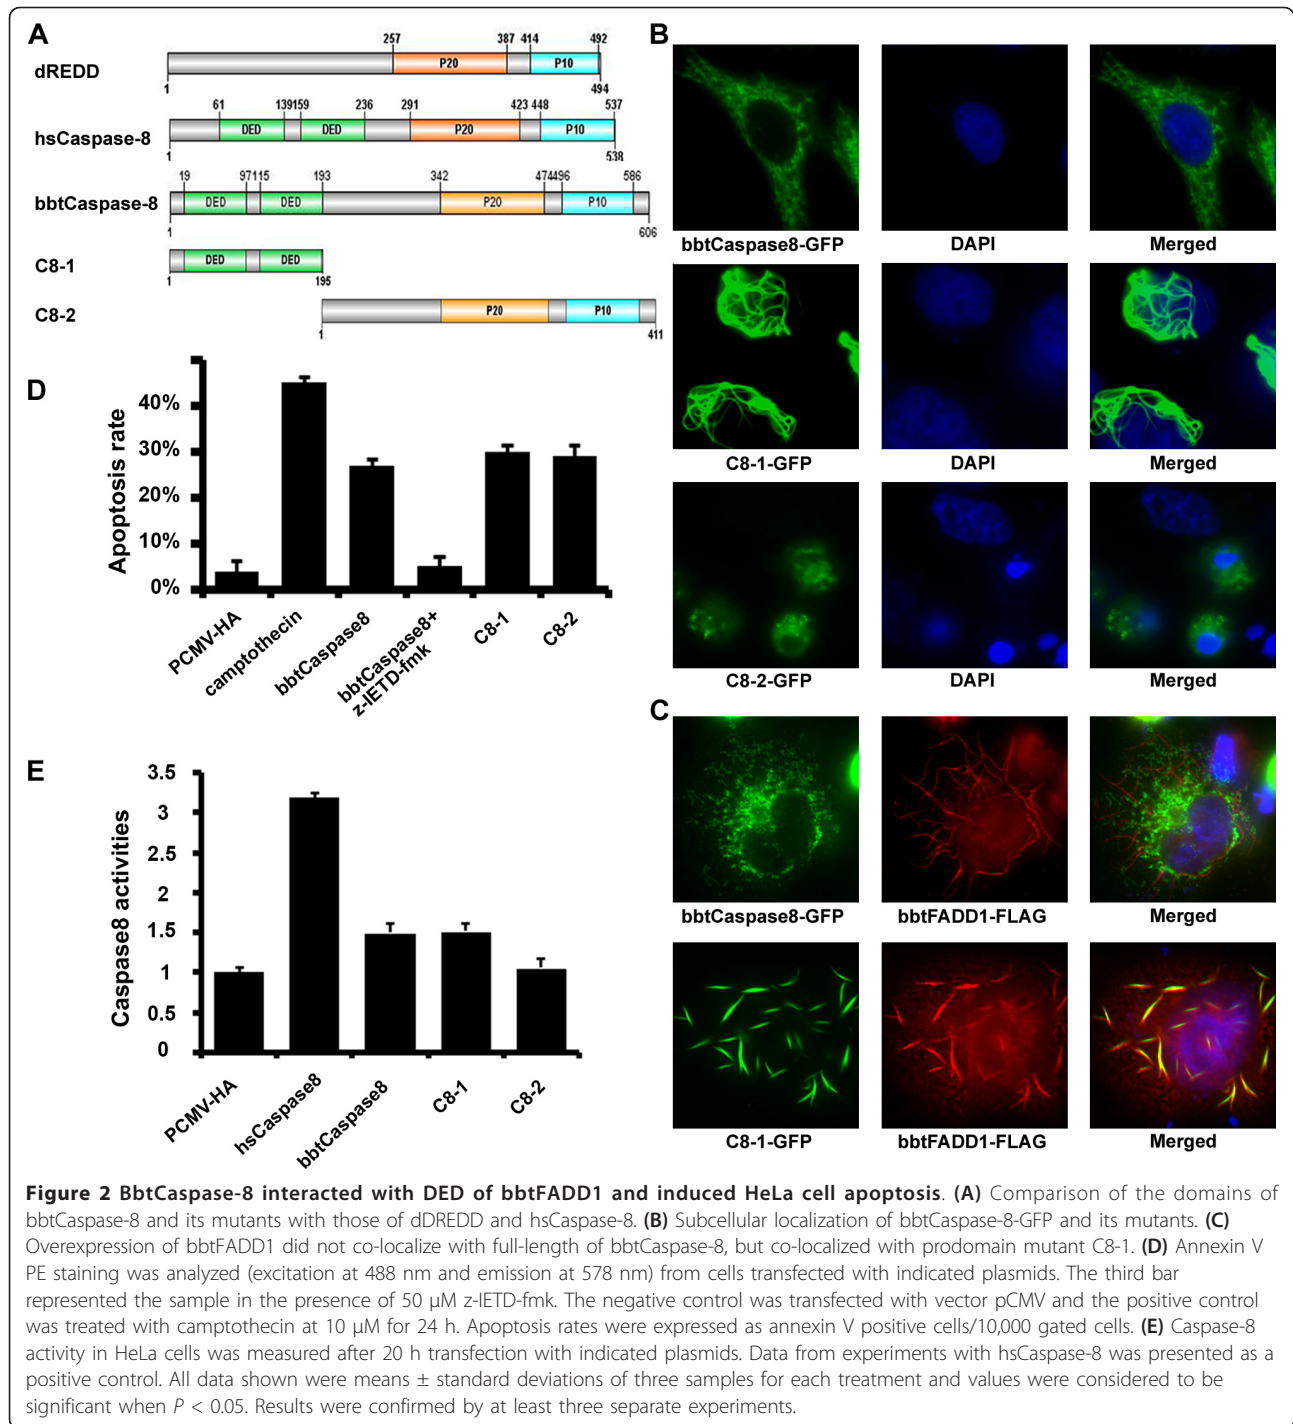 A
dREDD
257 387 414 492
P20 P10
1 494
hsCaspase-8
61 139 159 236 291 423 448 537
DED DED P20 P10
1 538
bbtCaspase-8
19 97 115 193 342 474 496 586
DED DED P20 P10
1 606
C8-1
DED DED
1 195
C8-2
P20 P10
1 411
B
bbtCaspase8-GFP DAPI Merged
C8-1-GFP DAPI Merged
C8-2-GFP DAPI Merged
C
bbtCaspase8-GFP bbtFADD1-FLAG Merged
C8-1-GFP bbtFADD1-FLAG Merged
D
Apoptosis rate
40%
30%
20%
10%
0%
PCMV-HA
camptothecin
bbtCaspase8
bbtCaspase8+
z-IETD-fmk
C8-1
C8-2
E
Caspase8 activities
3.5
3
2.5
2
1.5
1
0.5
0
PCMV-HA
hsCaspase8
bbtCaspase8
C8-1
C8-2
Figure 2 BbtCaspase-8 interacted with DED of bbtFADD1 and induced HeLa cell apoptosis. (A) Comparison of the domains of
bbtCaspase-8 and its mutants with those of dDREDD and hsCaspase-8. (B) Subcellular localization of bbtCaspase-8-GFP and its mutants. (C)
Overexpression of bbtFADD1 did not co-localize with full-length of bbtCaspase-8, but co-localized with prodomain mutant C8-1. (D) Annexin V
PE staining was analyzed (excitation at 488 nm and emission at 578 nm) from cells transfected with indicated plasmids. The third bar
represented the sample in the presence of 50 μM z-IETD-fmk. The negative control was transfected with vector pCMV and the positive control
was treated with camptothecin at 10 μM for 24 h. Apoptosis rates were expressed as annexin V positive cells/10,000 gated cells. (E) Caspase-8
activity in HeLa cells was measured after 20 h transfection with indicated plasmids. Data from experiments with hsCaspase-8 was presented as a
positive control. All data shown were means ± standard deviations of three samples for each treatment and values were considered to be
significant when P < 0.05. Results were confirmed by at least three separate experiments.